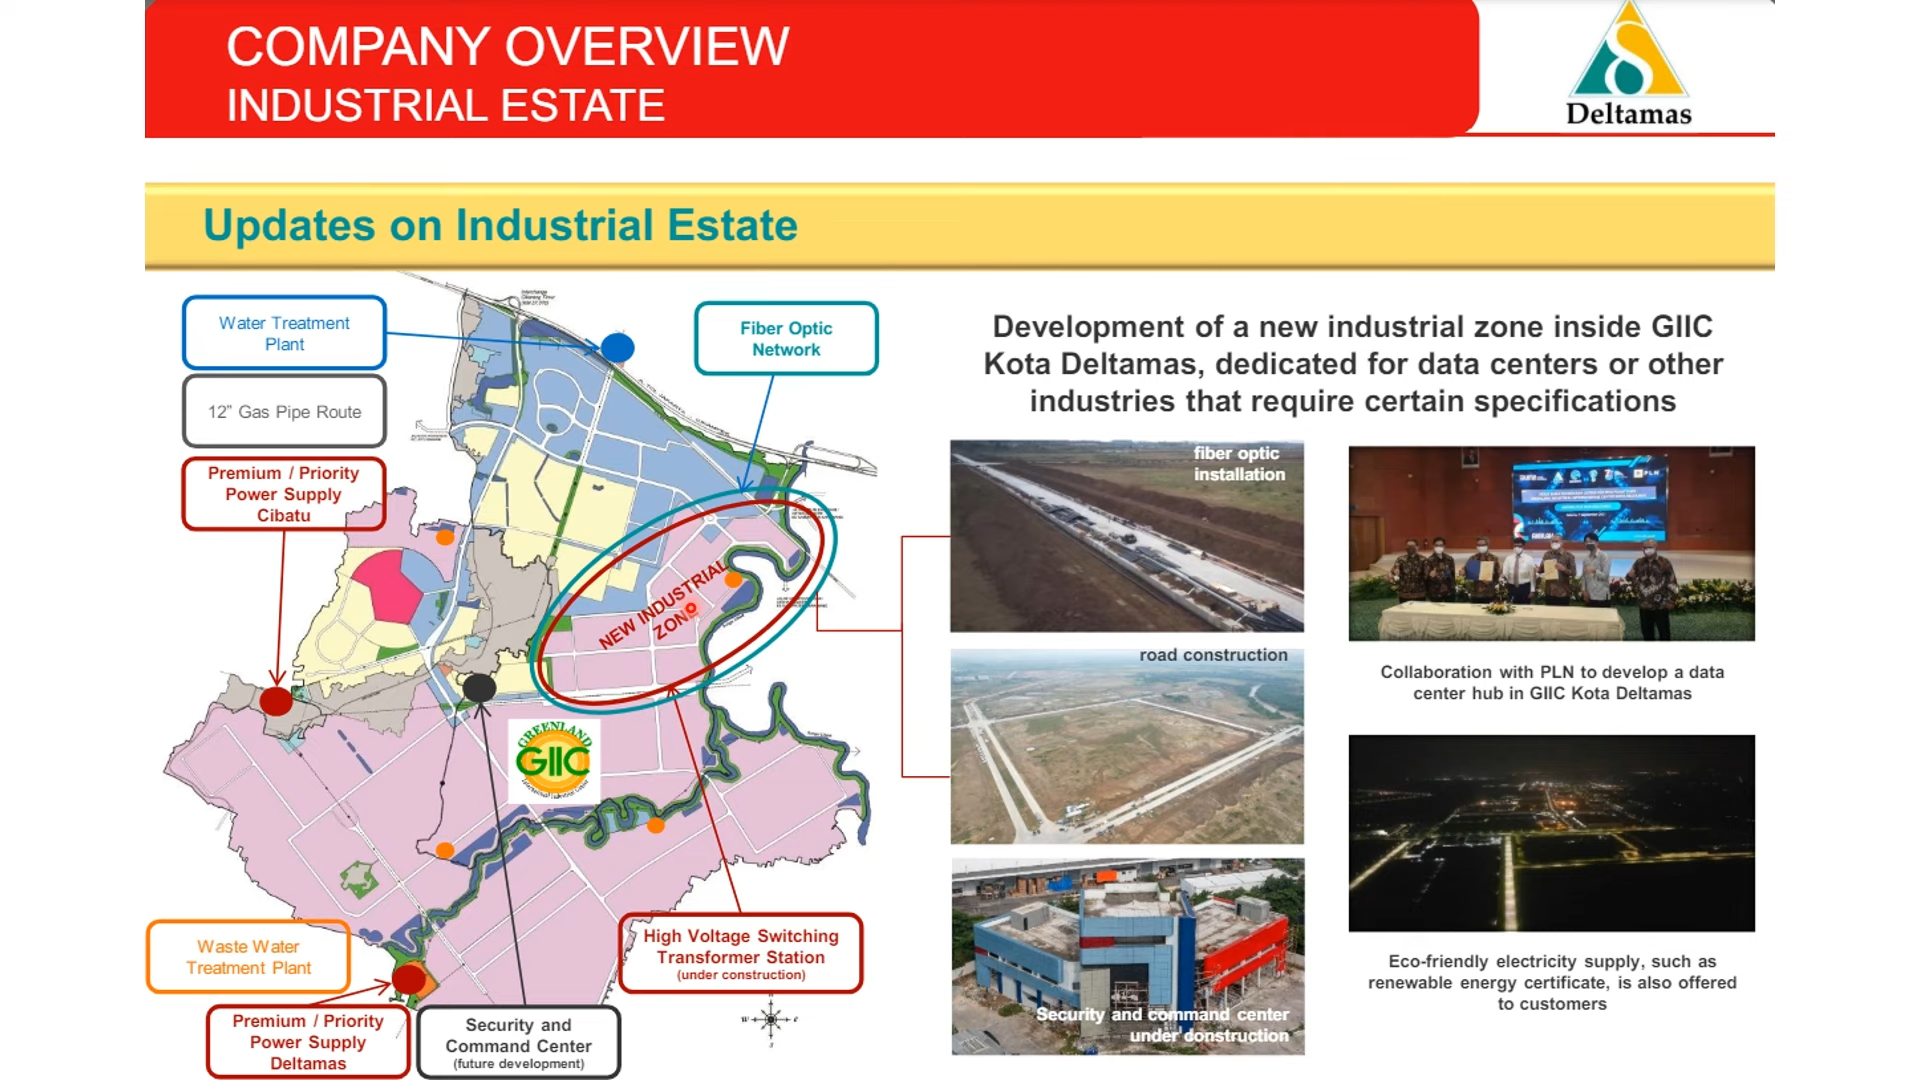 COMPANY OVERVIEW
INDUSTRIAL ESTATE
Deltamas
Updates on Industrial Estate
Water Treatment
Plant
12” Gas Pipe Route
Premium / Priority
Power Supply
Cibatu
Fiber Optic
Network
NEW INDUSTRIAL
ZONE
GREENLAND
GIIC
Waste Water
Treatment Plant
Premium / Priority
Power Supply
Deltamas
Security and
Command Center
(future development)
High Voltage Switching
Transformer Station
(under construction)
Development of a new industrial zone inside GIIC
Kota Deltamas, dedicated for data centers or other
industries that require certain specifications
fiber optic
installation
road construction
Security and command center
under construction
PLN
Collaboration with PLN to develop a data
center hub in GIIC Kota Deltamas
Eco-friendly electricity supply, such as
renewable energy certificate, is also offered
to customers